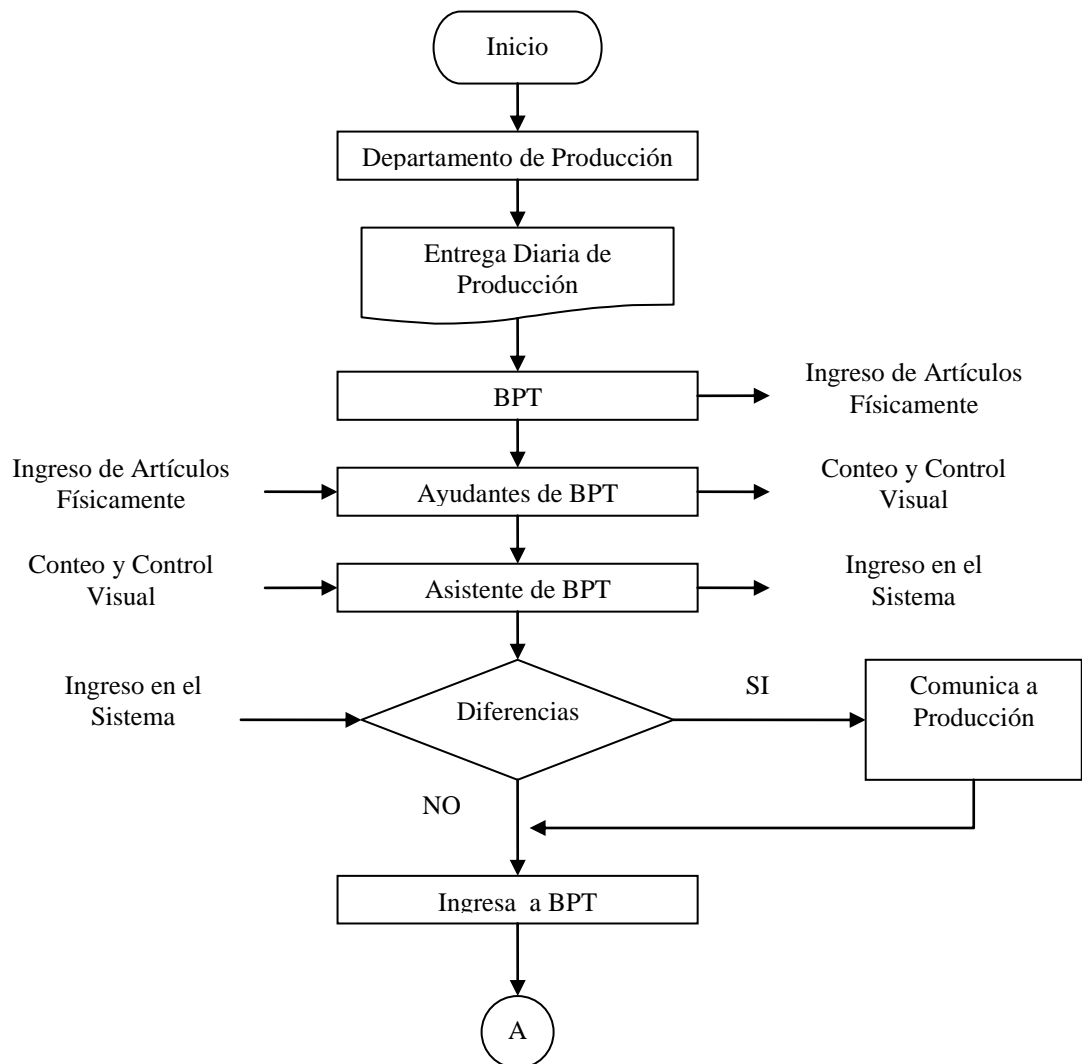 Inicio
Departamento de Producción
Entrega Diaria de
Producción
BPT
Ingreso de Artículos
Físicamente
Ingreso de Artículos
Físicamente
Ayudantes de BPT
Conteo y Control
Visual
Conteo y Control
Visual
Asistente de BPT
Ingreso en el
Sistema
Ingreso en el
Sistema
Diferencias
SI
Comunica a
Producción
NO
Ingresa a BPT
A